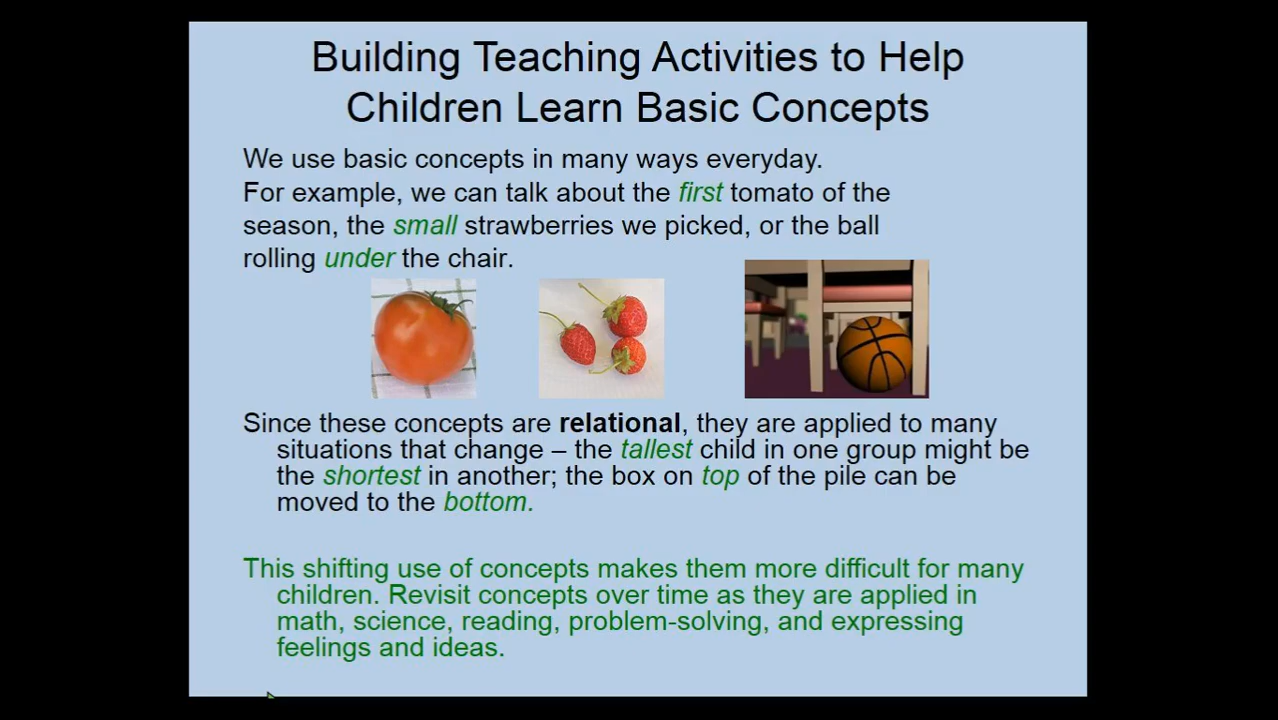 Building Teaching Activities to Help
Children Learn Basic Concepts
We use basic concepts in many ways everyday.
For example, we can talk about the first tomato of the
season, the small strawberries we picked, or the ball
rolling under the chair.
Since these concepts are relational, they are applied to many
situations that change – the tallest child in one group might be
the shortest in another; the box on top of the pile can be
moved to the bottom.
This shifting use of concepts makes them more difficult for many
children. Revisit concepts over time as they are applied in
math, science, reading, problem-solving, and expressing
feelings and ideas.